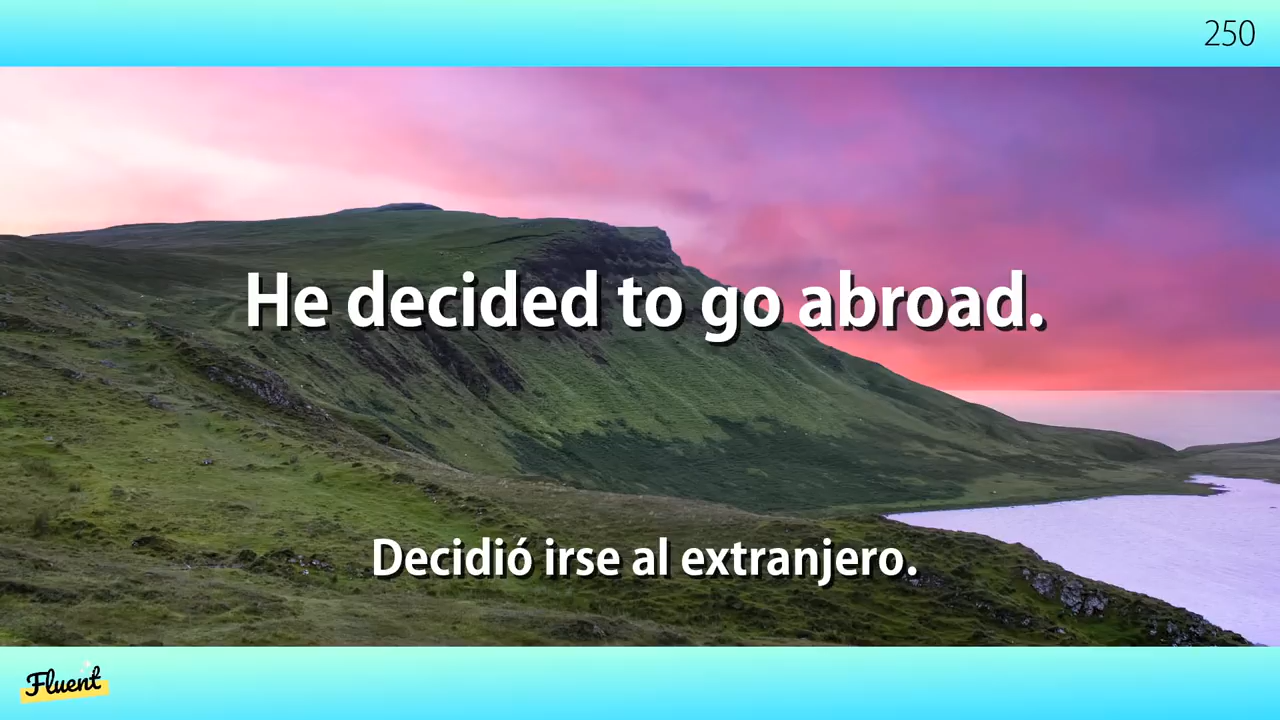 250
He decided to go abroad.
Decidió irse al extranjero.
Fluent